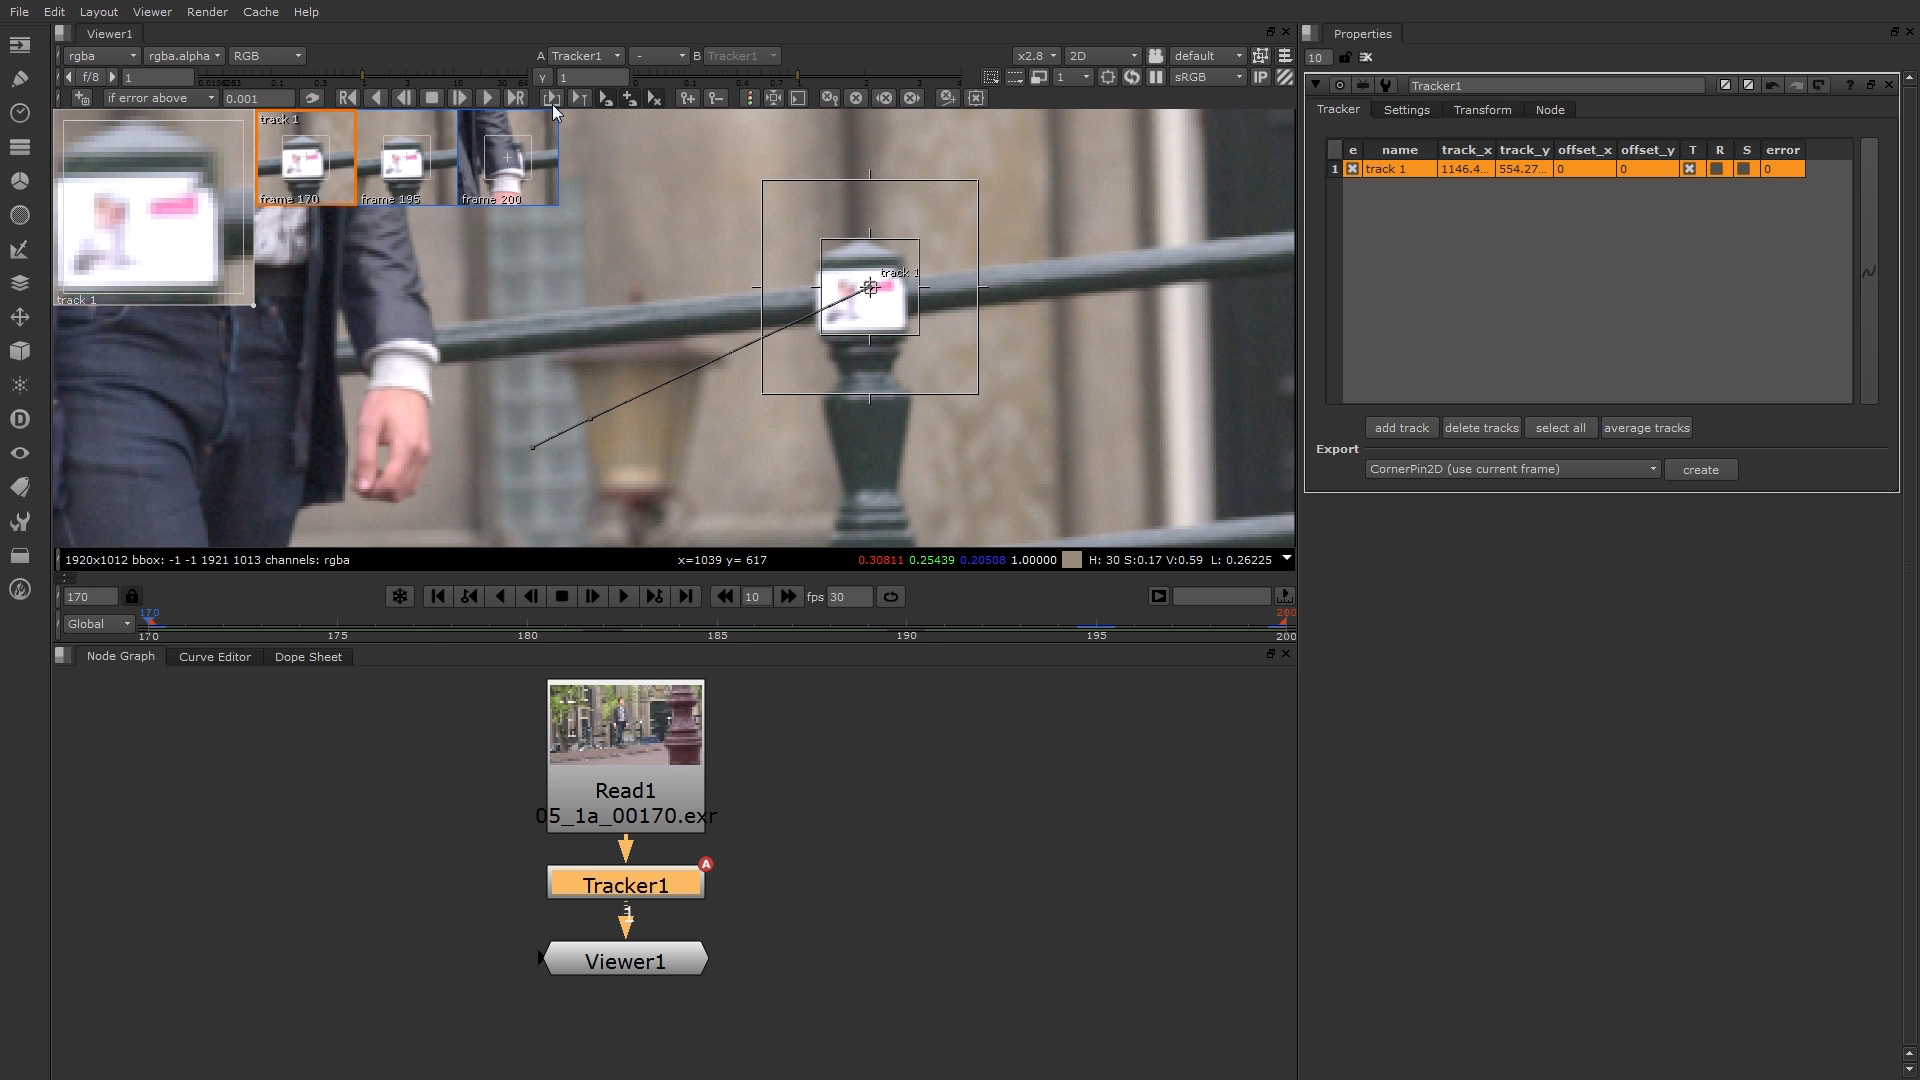 File Edit Layout Viewer Render Cache Help
Viewer1
rgba rgba.alpha RGB A Tracker1 - B Tracker1 x2.8 2D default
f/8 1 Y 1 1 sRGB IP
if error above 0.001
track 1
frame 170 frame 195 frame 200
track 1
track 1
1920x1012 bbox: -1 -1 1921 1013 channels: rgba x=1039 y= 617 0.30811 0.25439 0.20508 1.00000 H: 30 S:0.17 V:0.59 L: 0.26225
170 10 fps 30
170 200
Global
170 175 180 185 190 195 200
Node Graph Curve Editor Dope Sheet
Read1
05_1a_00170.exr
A
Tracker1
1
Viewer1
Properties
10
Tracker1
Tracker Settings Transform Node
e name track_x track_y offset_x offset_y T R S error
1 track 1 1146.4... 554.27... 0 0 0
add track delete tracks select all average tracks
Export
CornerPin2D (use current frame) create